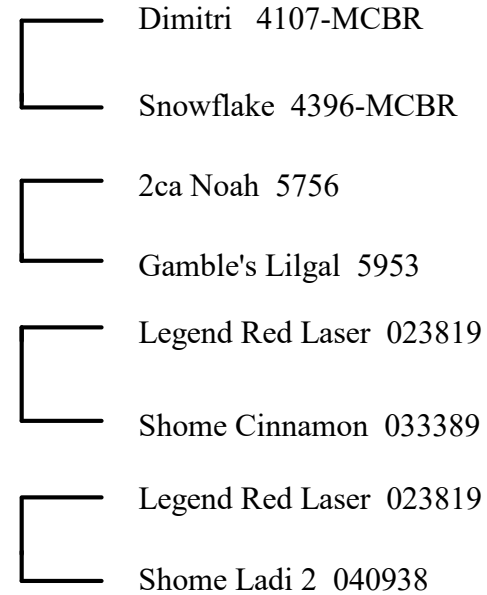 Dimitri 4107-MCBR
Snowflake 4396-MCBR
2ca Noah 5756
Gamble's Lilgal 5953
Legend Red Laser 023819
Shome Cinnamon 033389
Legend Red Laser 023819
Shome Ladi 2 040938